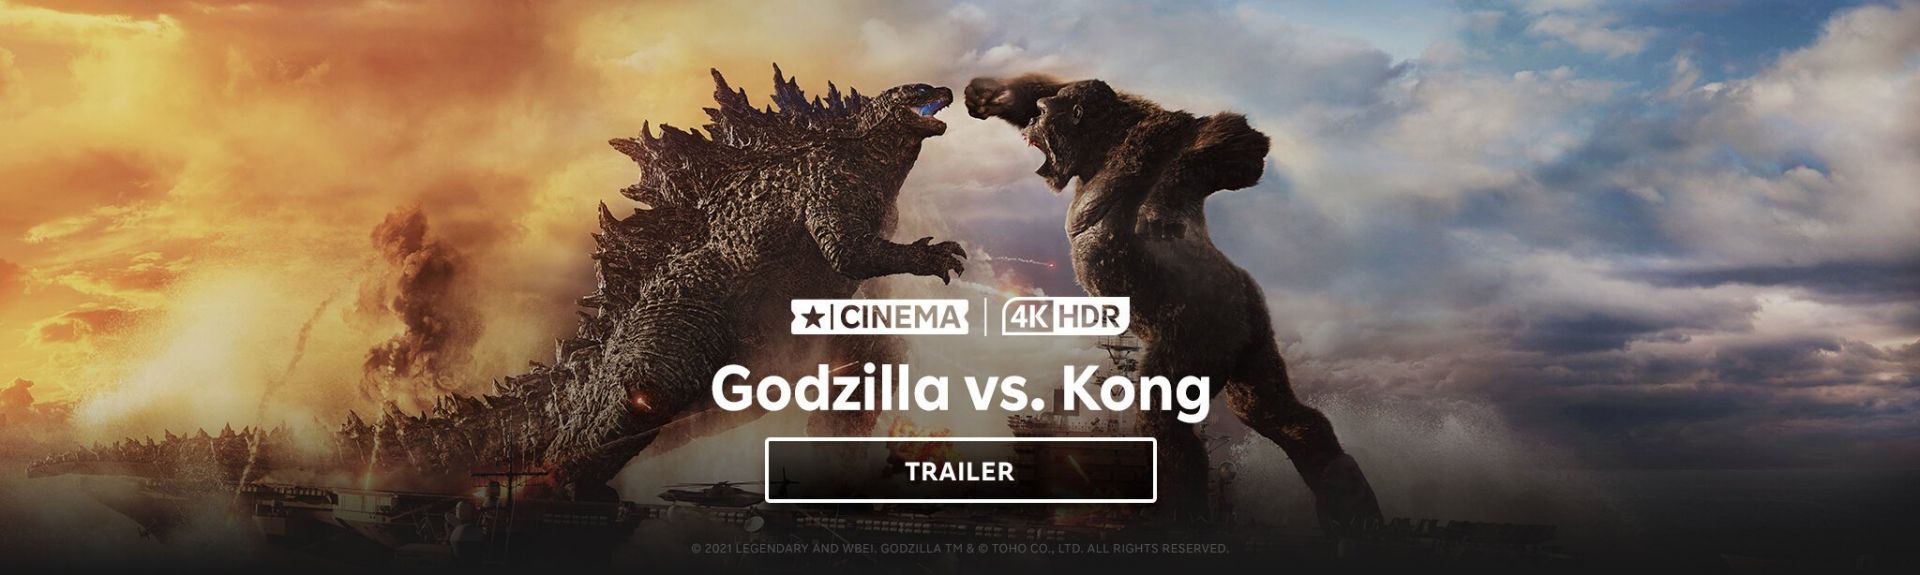 ★ CINEMA | 4K HDR
Godzilla vs. Kong
TRAILER
© 2021 LEGENDARY AND WBEI. GODZILLA TM & © TOHO CO., LTD. ALL RIGHTS RESERVED.